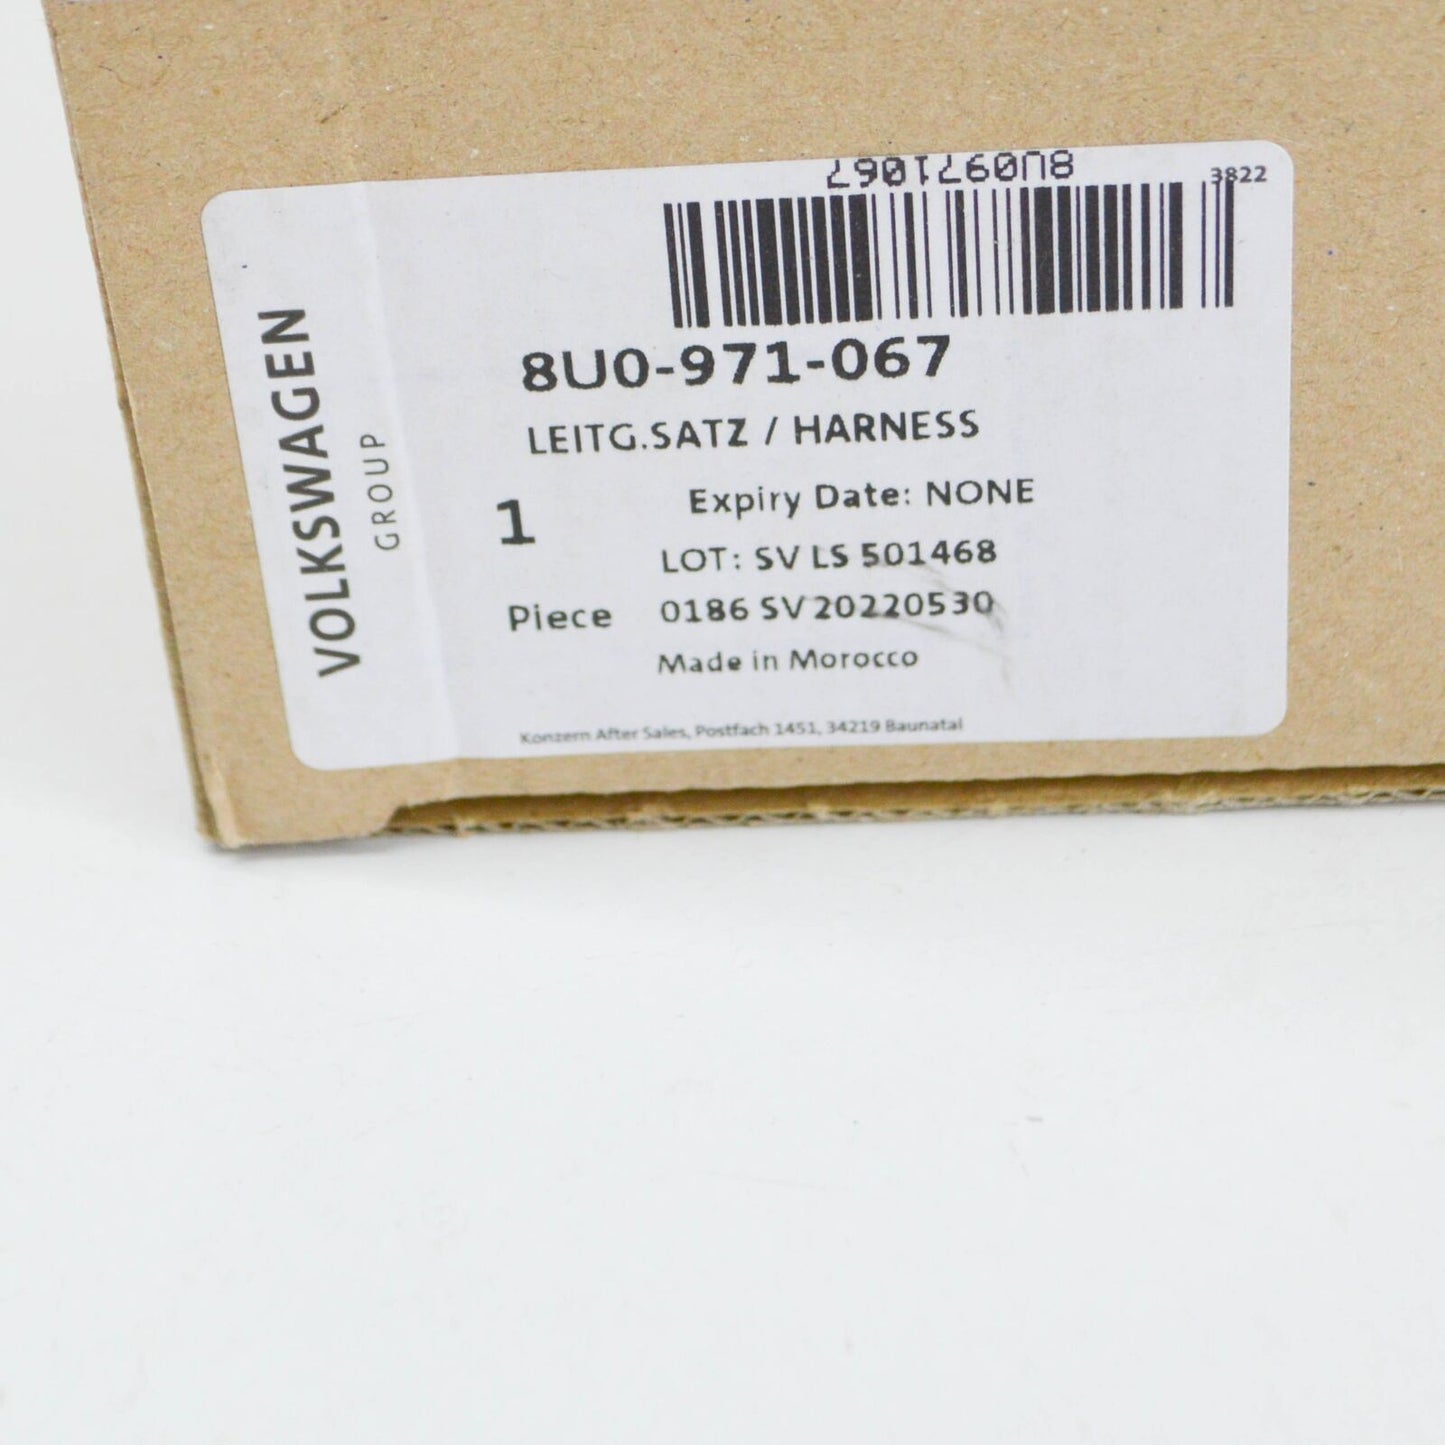 8U0971067
3822
8U0-971-067
LEITG.SATZ / HARNESS
1
Piece
Expiry Date: NONE
LOT: SV LS 501468
0186 SV 20220530
Made in Morocco
Konzern After Sales, Postfach 1451, 34219 Baunatal
VOLKSWAGEN
GROUP